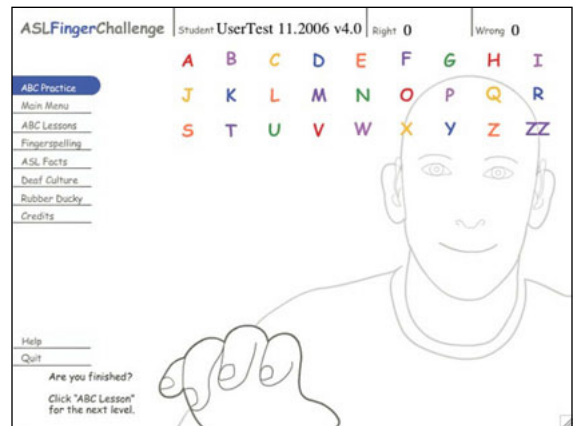 ASLFingerChallenge Student UserTest 11.2006 v4.0 Right 0 Wrong 0
A B C D E F G H I
J K L M N O P Q R
S T U V W X Y Z ZZ
ABC Practice
Main Menu
ABC Lessons
Fingerspelling
ASL Facts
Deaf Culture
Rubber Ducky
Credits
Help
Quit
Are you finished?
Click "ABC Lesson"
for the next level.